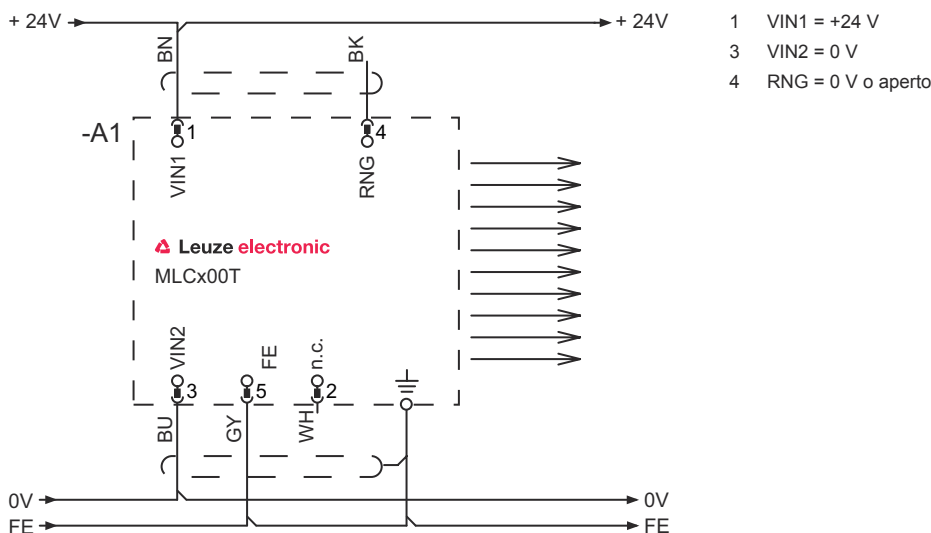 + 24V
+ 24V
BN
BK
1 VIN1 = +24 V
3 VIN2 = 0 V
4 RNG = 0 V o aperto
-A1
1
4
VIN1
RNG
Leuze electronic
MLCx00T
VIN2
FE
n.c.
3
5
2
BU
GY
WH
0V
0V
FE
FE